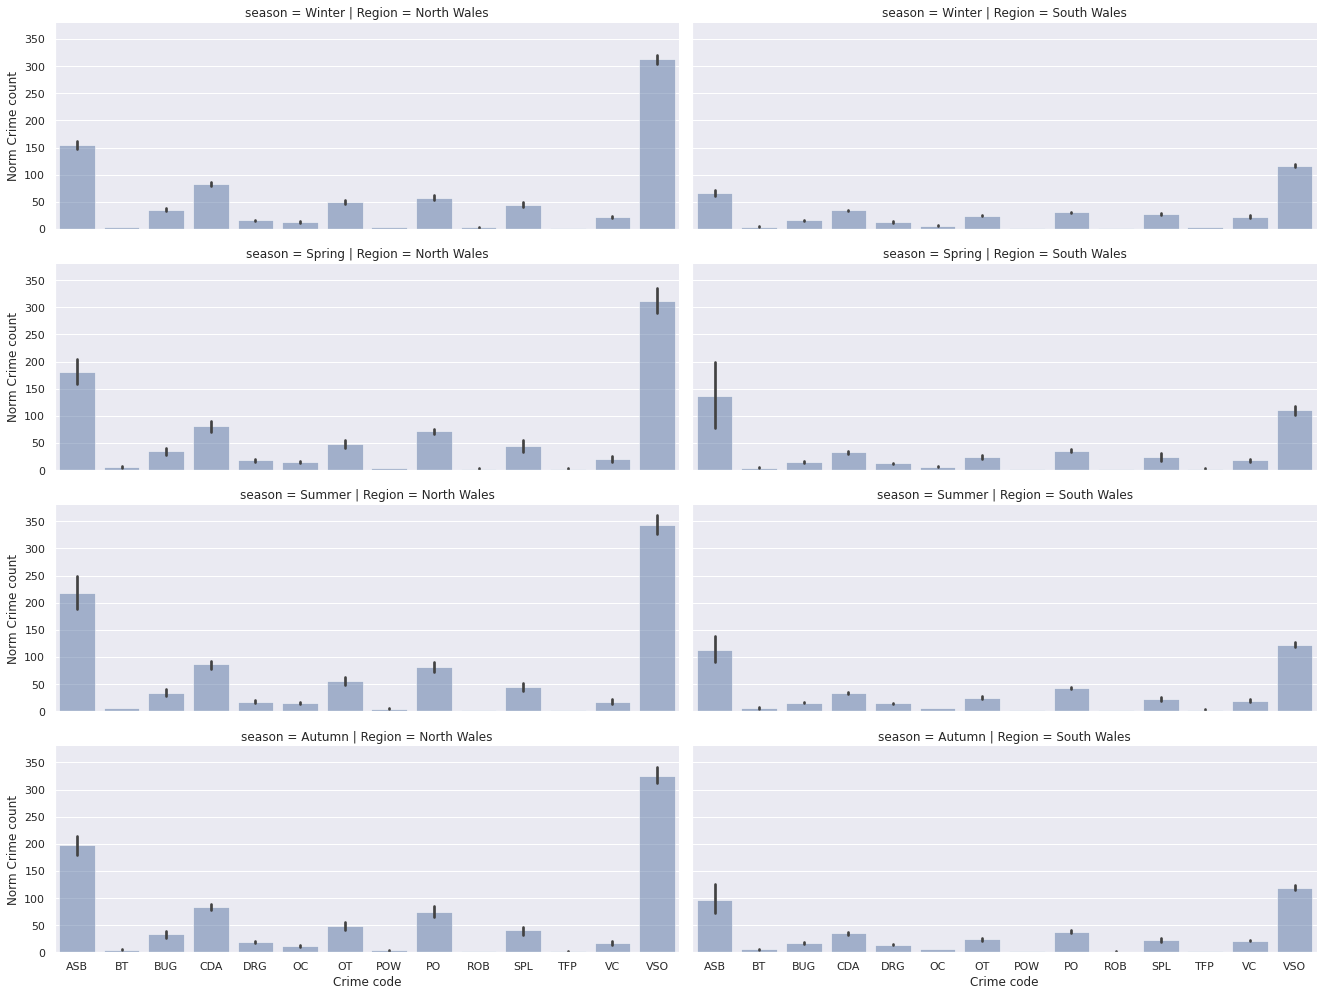 season = Winter | Region = North Wales
season = Winter | Region = South Wales
350
300
250
200
150
100
50
0
Norm Crime count
season = Spring | Region = North Wales
season = Spring | Region = South Wales
350
300
250
200
150
100
50
0
Norm Crime count
season = Summer | Region = North Wales
season = Summer | Region = South Wales
350
300
250
200
150
100
50
0
Norm Crime count
season = Autumn | Region = North Wales
season = Autumn | Region = South Wales
350
300
250
200
150
100
50
0
Norm Crime count
ASB BT BUG CDA DRG OC OT POW PO ROB SPL TFP VC VSO
Crime code
ASB BT BUG CDA DRG OC OT POW PO ROB SPL TFP VC VSO
Crime code